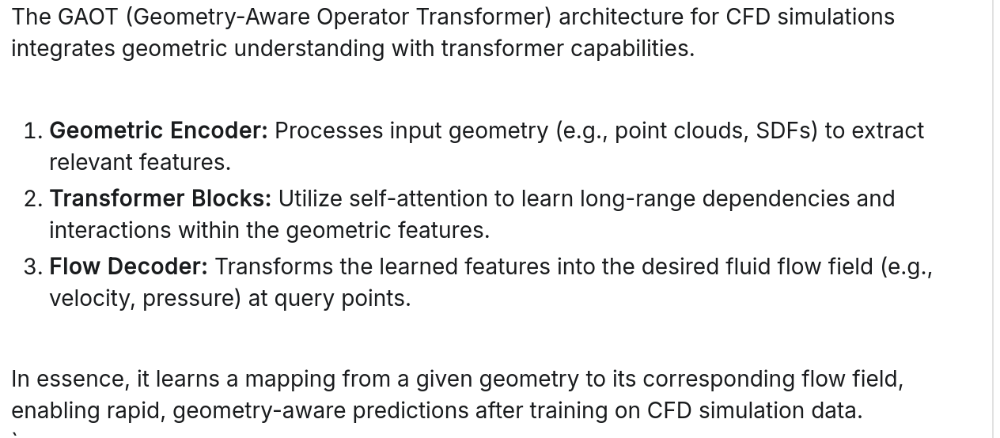 The GAOT (Geometry-Aware Operator Transformer) architecture for CFD simulations
integrates geometric understanding with transformer capabilities.
1. Geometric Encoder: Processes input geometry (e.g., point clouds, SDFs) to extract
relevant features.
2. Transformer Blocks: Utilize self-attention to learn long-range dependencies and
interactions within the geometric features.
3. Flow Decoder: Transforms the learned features into the desired fluid flow field (e.g.,
velocity, pressure) at query points.
In essence, it learns a mapping from a given geometry to its corresponding flow field,
enabling rapid, geometry-aware predictions after training on CFD simulation data.